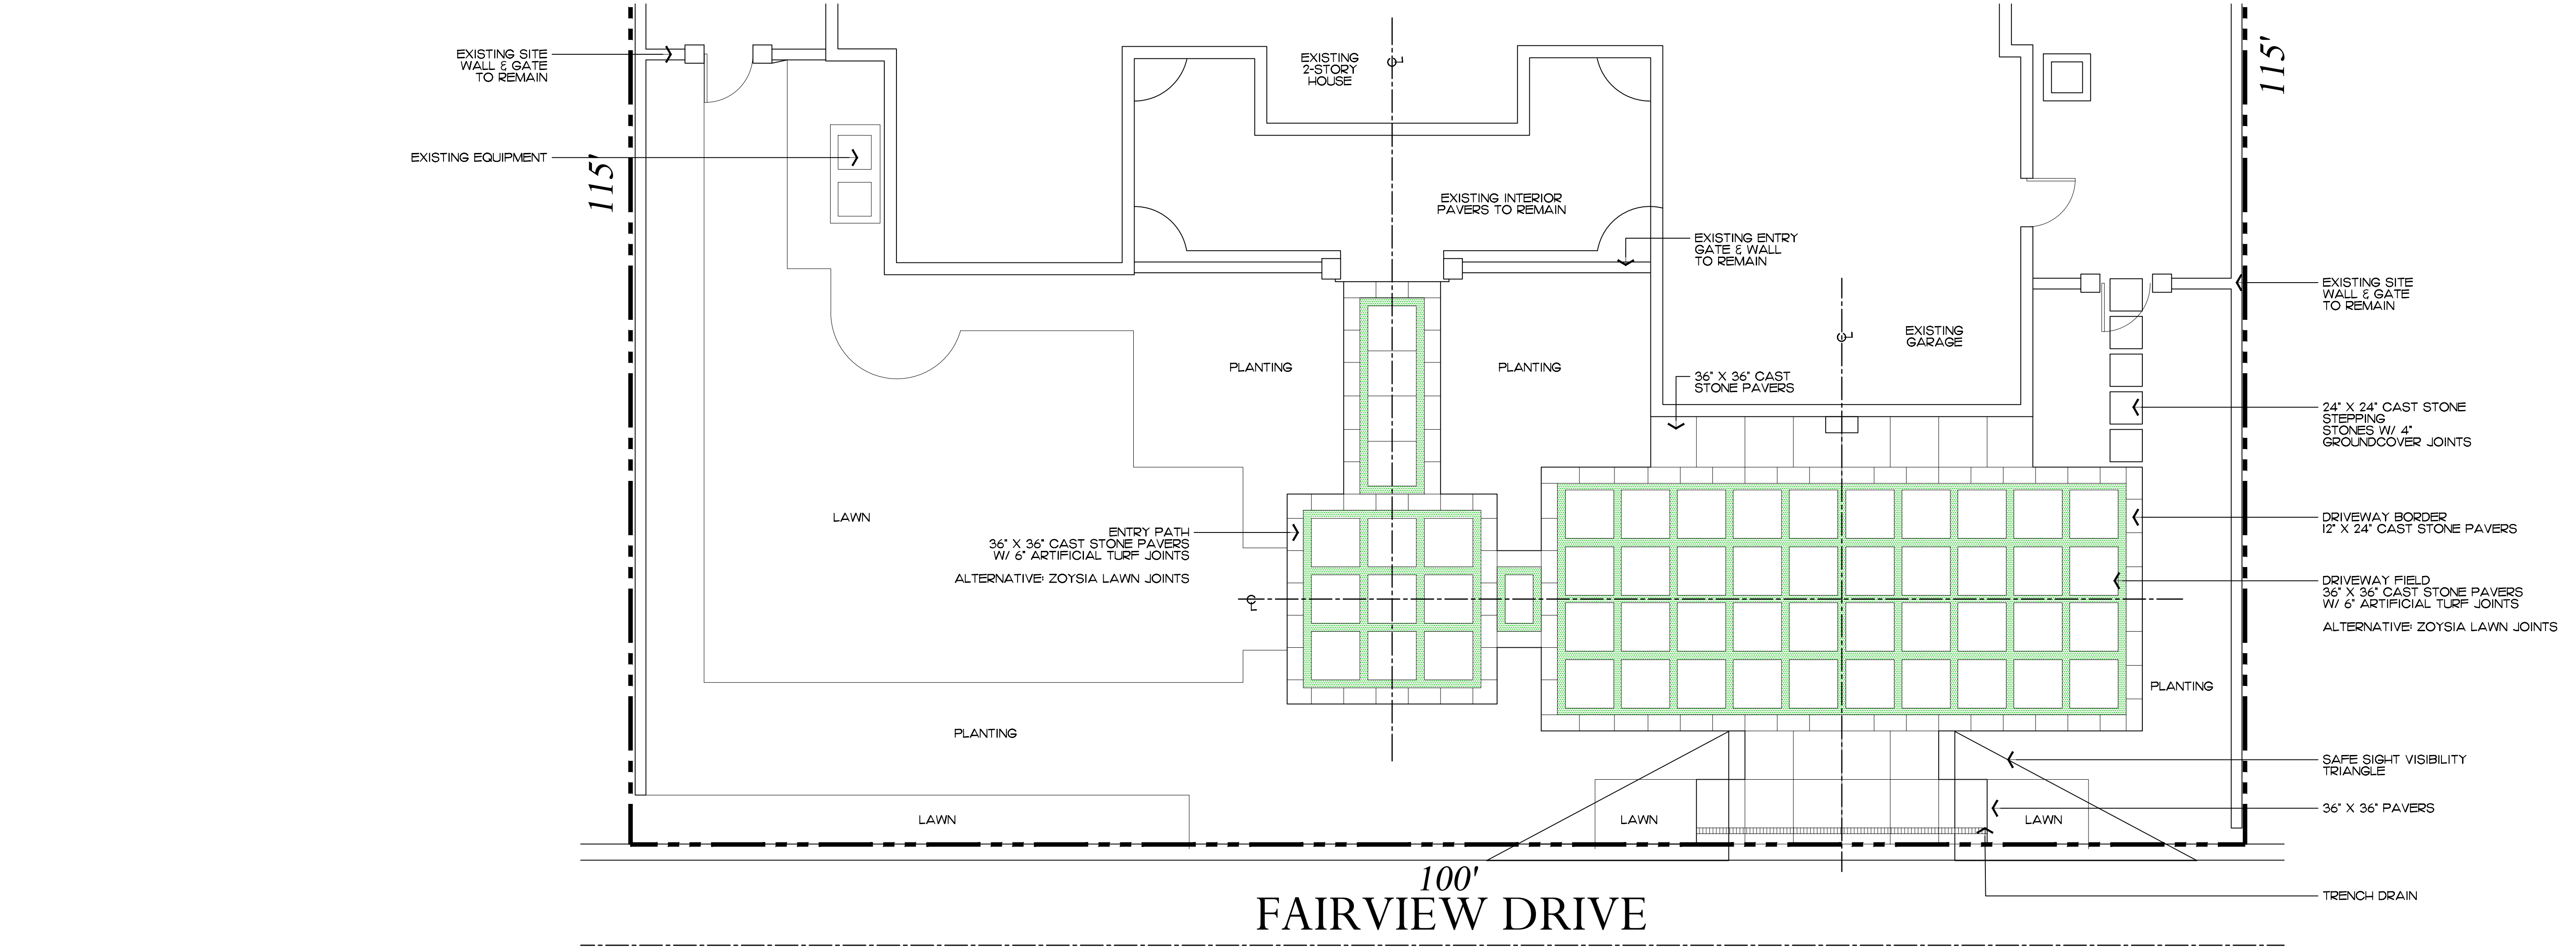 EXISTING SITE
WALL & GATE
TO REMAIN
EXISTING
2-STORY
HOUSE
115'
EXISTING EQUIPMENT
115'
EXISTING INTERIOR
PAVERS TO REMAIN
EXISTING ENTRY
GATE & WALL
TO REMAIN
EXISTING SITE
WALL & GATE
TO REMAIN
EXISTING
GARAGE
PLANTING
PLANTING
36" X 36" CAST
STONE PAVERS
24" X 24" CAST STONE
STEPPING
STONES W/ 4"
GROUNDCOVER JOINTS
LAWN
ENTRY PATH
36" X 36" CAST STONE PAVERS
W/ 6" ARTIFICIAL TURF JOINTS
ALTERNATIVE: ZOYSIA LAWN JOINTS
DRIVEWAY BORDER
12" X 24" CAST STONE PAVERS
DRIVEWAY FIELD
36" X 36" CAST STONE PAVERS
W/ 6" ARTIFICIAL TURF JOINTS
ALTERNATIVE: ZOYSIA LAWN JOINTS
PLANTING
PLANTING
SAFE SIGHT VISIBILITY
TRIANGLE
36" X 36" PAVERS
LAWN
LAWN
LAWN
TRENCH DRAIN
100'
FAIRVIEW DRIVE